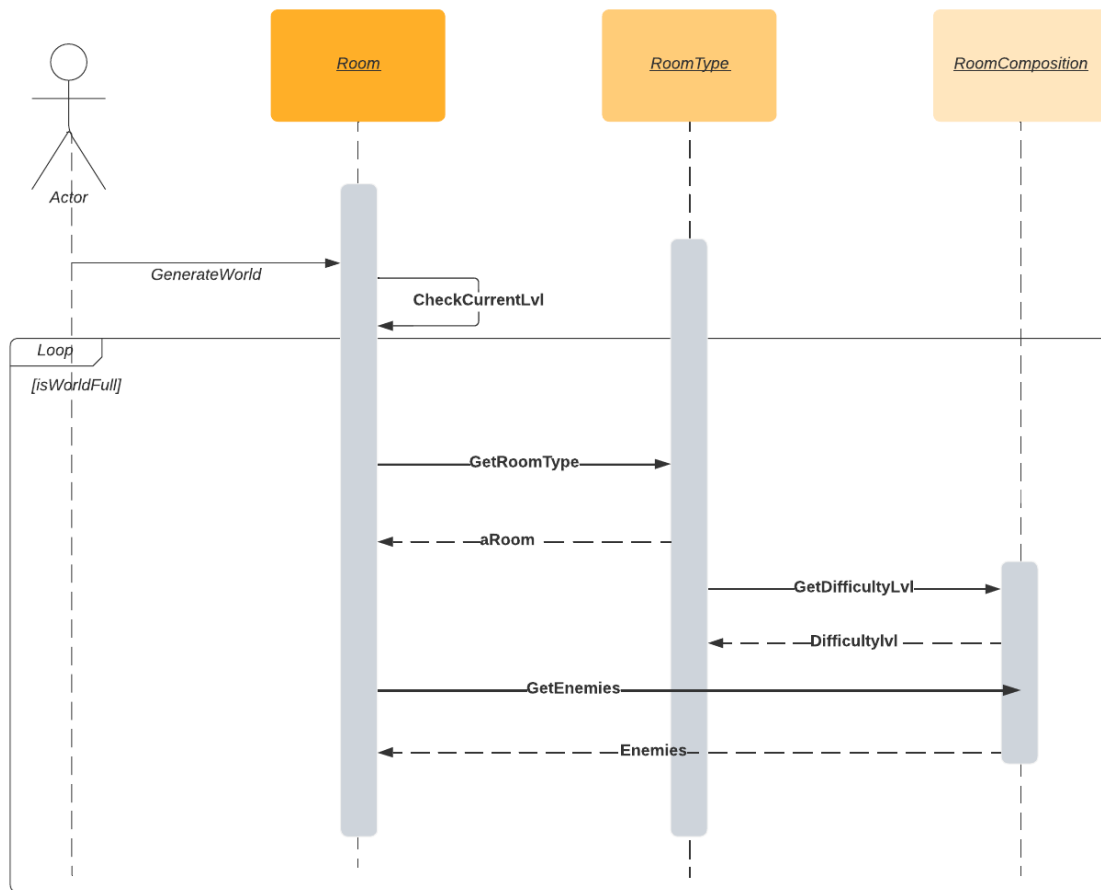 Room
RoomType
RoomComposition
Actor
GenerateWorld
CheckCurrentLvl
Loop
[isWorldFull]
GetRoomType
aRoom
GetDifficultyLvl
Difficultylvl
GetEnemies
Enemies